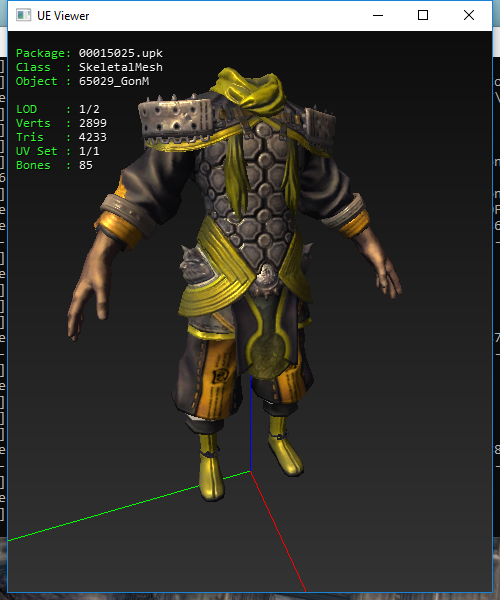 UE Viewer
Package: 00015025.upk
Class : SkeletalMesh
Object : 65029_GonM
LOD : 1/2
Verts : 2899
Tris : 4233
UV Set : 1/1
Bones : 85